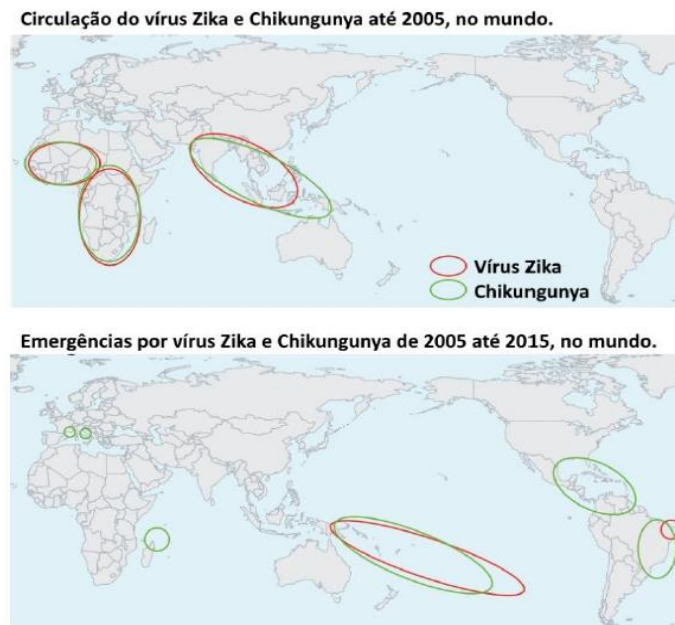 Circulação do vírus Zika e Chikungunya até 2005, no mundo.
Vírus Zika
Chikungunya
Emergências por vírus Zika e Chikungunya de 2005 até 2015, no mundo.